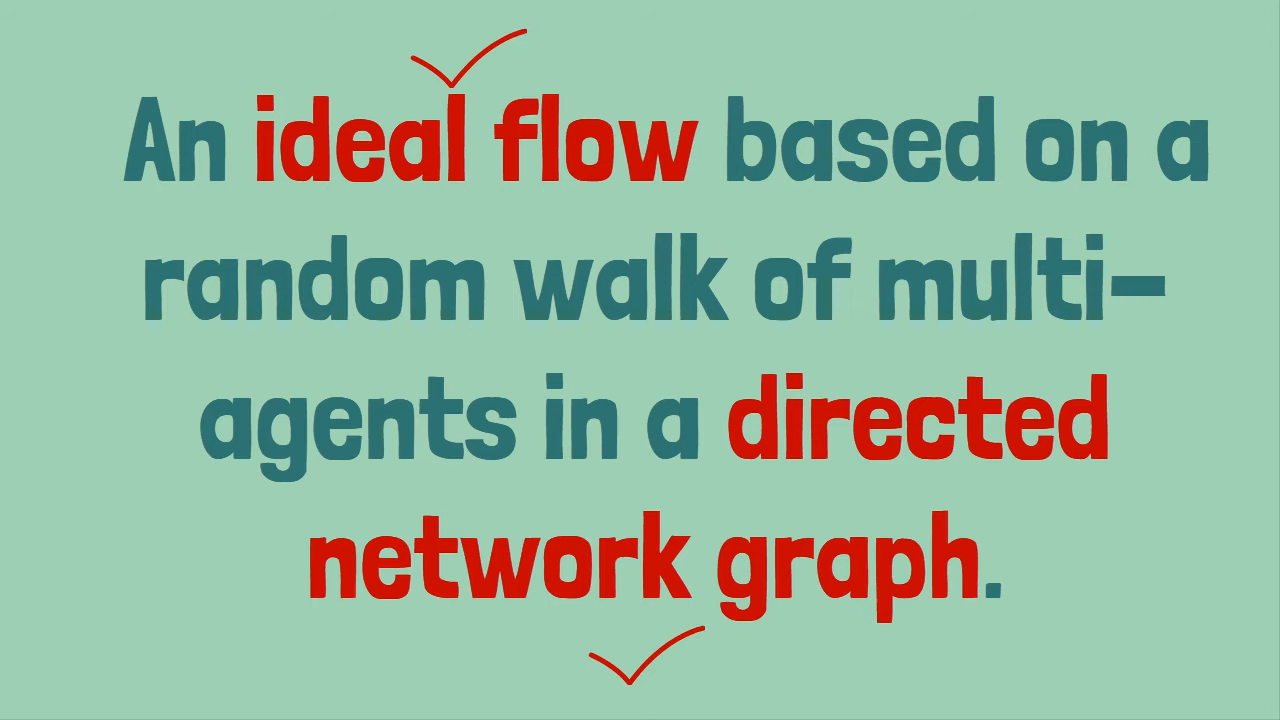 An ideal flow based on a
random walk of multi-
agents in a directed
network graph.